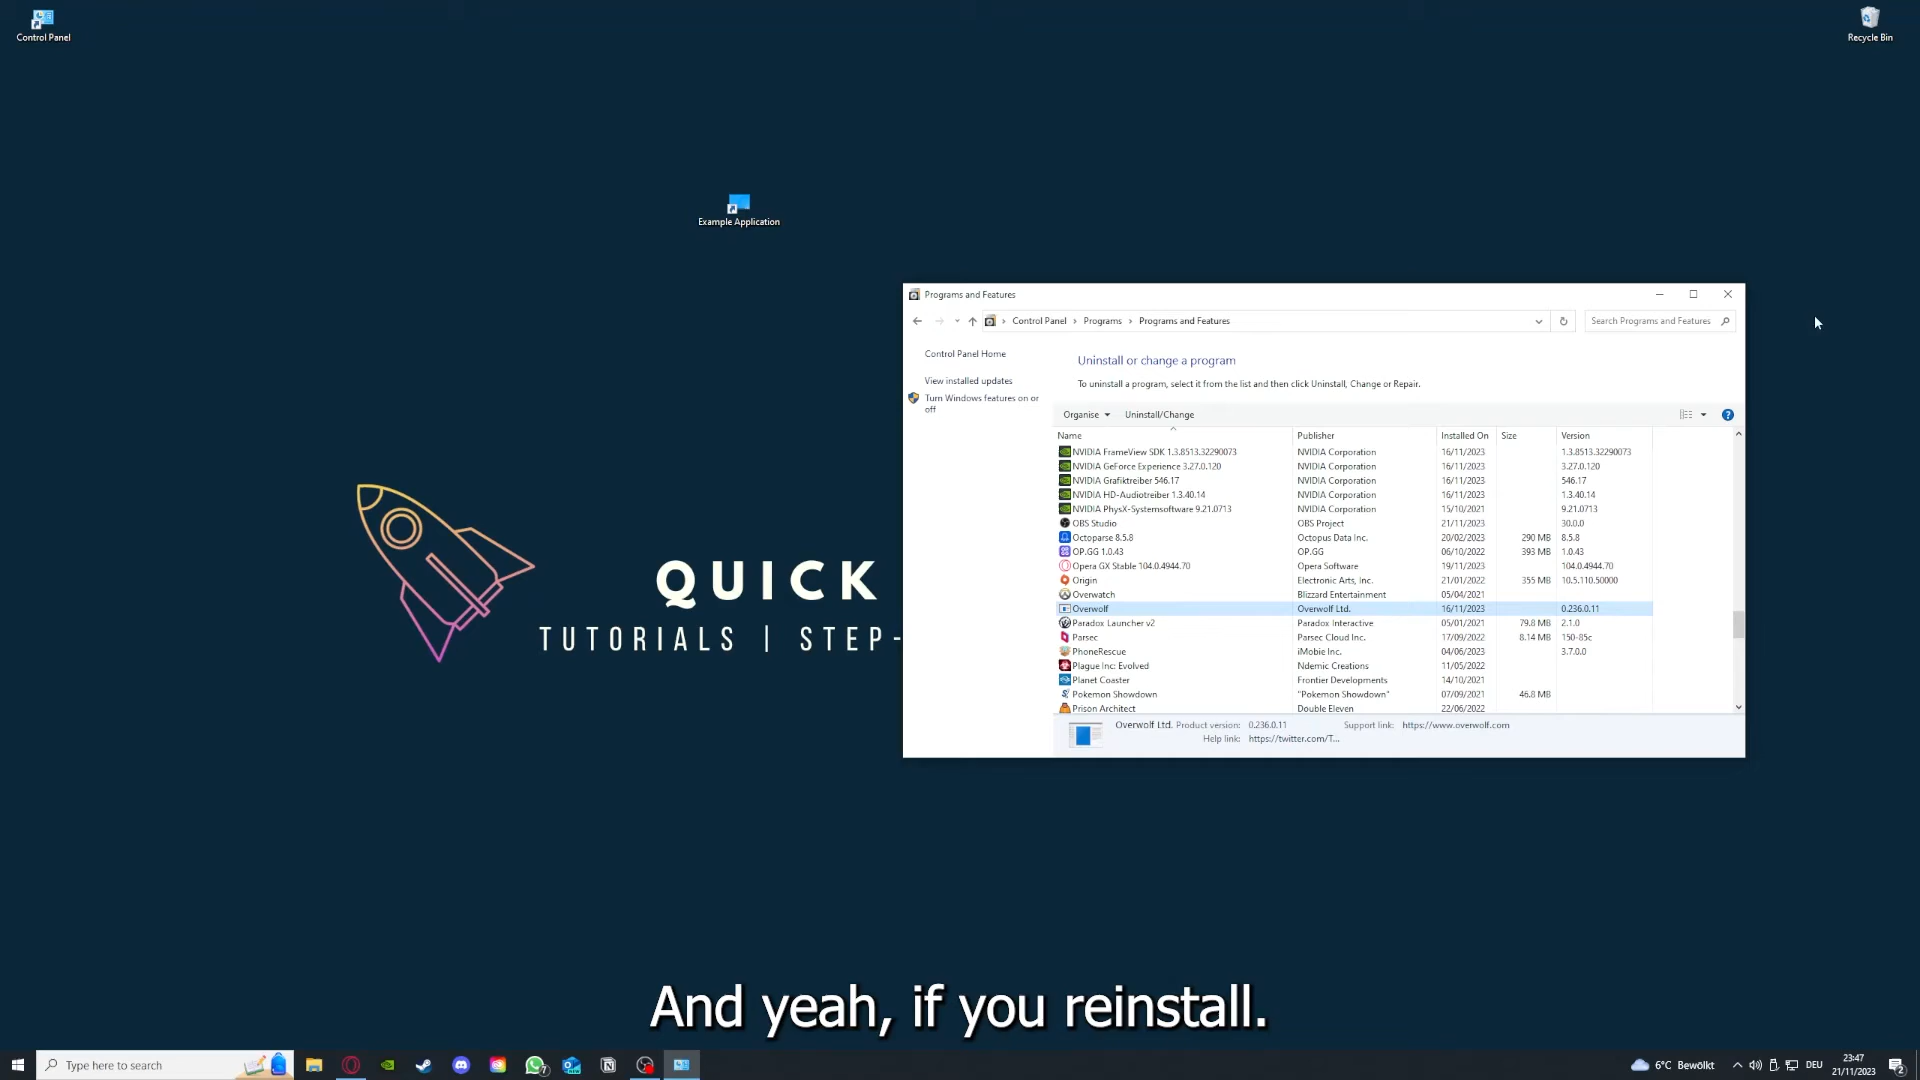 Control Panel
Recycle Bin
Example Application
QUICK
TUTORIALS | STEP-
Programs and Features
Control Panel > Programs > Programs and Features
Search Programs and Features
Control Panel Home
View installed updates
Turn Windows features on or
off
Uninstall or change a program
To uninstall a program, select it from the list and then click Uninstall, Change or Repair.
Organise Uninstall/Change
Name Publisher Installed On Size Version
NVIDIA FrameView SDK 1.3.8513.32290073 NVIDIA Corporation 16/11/2023 1.3.8513.32290073
NVIDIA GeForce Experience 3.27.0.120 NVIDIA Corporation 16/11/2023 3.27.0.120
NVIDIA Grafiktreiber 546.17 NVIDIA Corporation 16/11/2023 546.17
NVIDIA HD-Audiotreiber 1.3.40.14 NVIDIA Corporation 16/11/2023 1.3.40.14
NVIDIA PhysX-Systemsoftware 9.21.0713 NVIDIA Corporation 15/10/2021 9.21.0713
OBS Studio OBS Project 21/11/2023 30.0.0
Octoparse 8.5.8 Octopus Data Inc. 20/02/2023 290 MB 8.5.8
OP.GG 1.0.43 OP.GG 06/10/2022 393 MB 1.0.43
Opera GX Stable 104.0.4944.70 Opera Software 19/11/2023 104.0.4944.70
Origin Electronic Arts, Inc. 21/01/2022 355 MB 10.5.110.50000
Overwatch Blizzard Entertainment 05/04/2021
Overwolf Overwolf Ltd. 16/11/2023 0.236.0.11
Paradox Launcher v2 Paradox Interactive 05/01/2021 79.8 MB 2.1.0
Parsec Parsec Cloud Inc. 17/09/2022 8.14 MB 150-85c
PhoneRescue iMobie Inc. 04/06/2023 3.7.0.0
Plague Inc: Evolved Ndemic Creations 11/05/2022
Planet Coaster Frontier Developments 14/10/2021
Pokemon Showdown "Pokemon Showdown" 07/09/2021 46.8 MB
Prison Architect Double Eleven 22/06/2022
Overwolf Ltd. Product version: 0.236.0.11 Support link: https://www.overwolf.com
Help link: https://twitter.com/T...
And yeah, if you reinstall.
Type here to search
6°C Bewölkt
DEU
23:47
21/11/2023